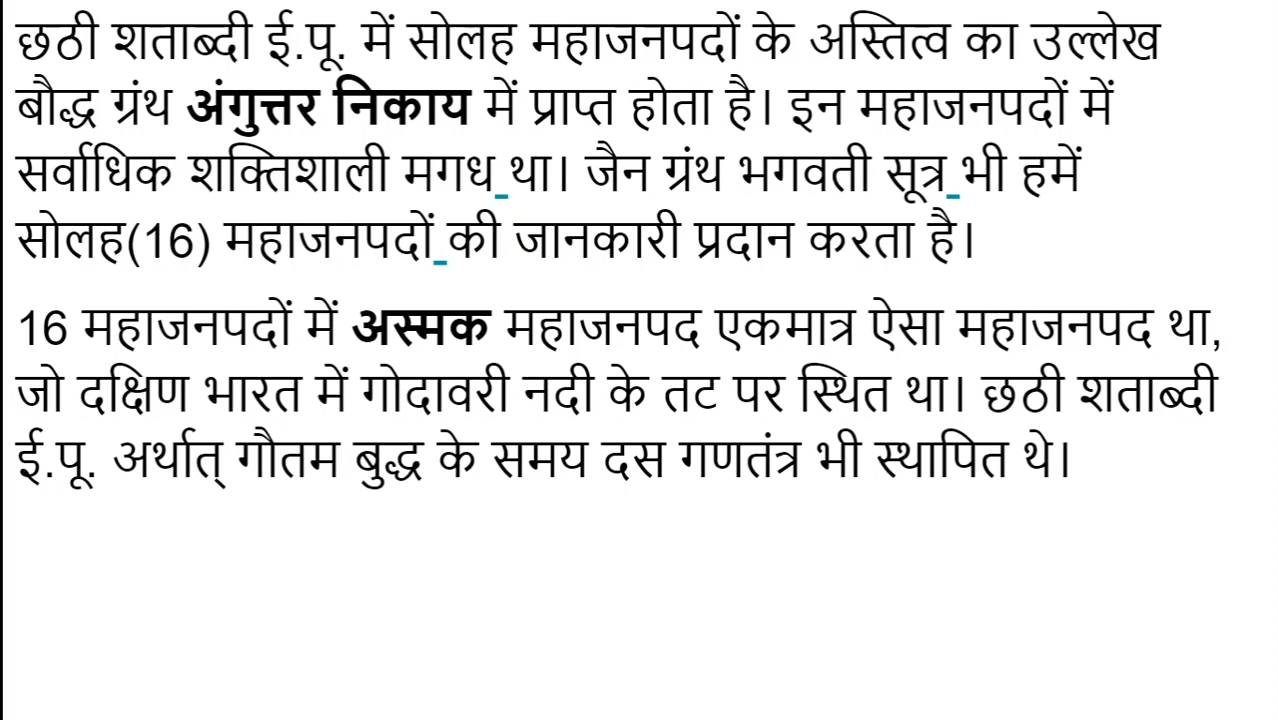 छठी शताब्दी ई.पू. में सोलह महाजनपदों के अस्तित्व का उल्लेख
बौद्ध ग्रंथ अंगुत्तर निकाय में प्राप्त होता है। इन महाजनपदों में
सर्वाधिक शक्तिशाली मगध था। जैन ग्रंथ भगवती सूत्र भी हमें
सोलह(16) महाजनपदों की जानकारी प्रदान करता है।
16 महाजनपदों में अस्मक महाजनपद एकमात्र ऐसा महाजनपद था,
जो दक्षिण भारत में गोदावरी नदी के तट पर स्थित था। छठी शताब्दी
ई.पू. अर्थात् गौतम बुद्ध के समय दस गणतंत्र भी स्थापित थे।